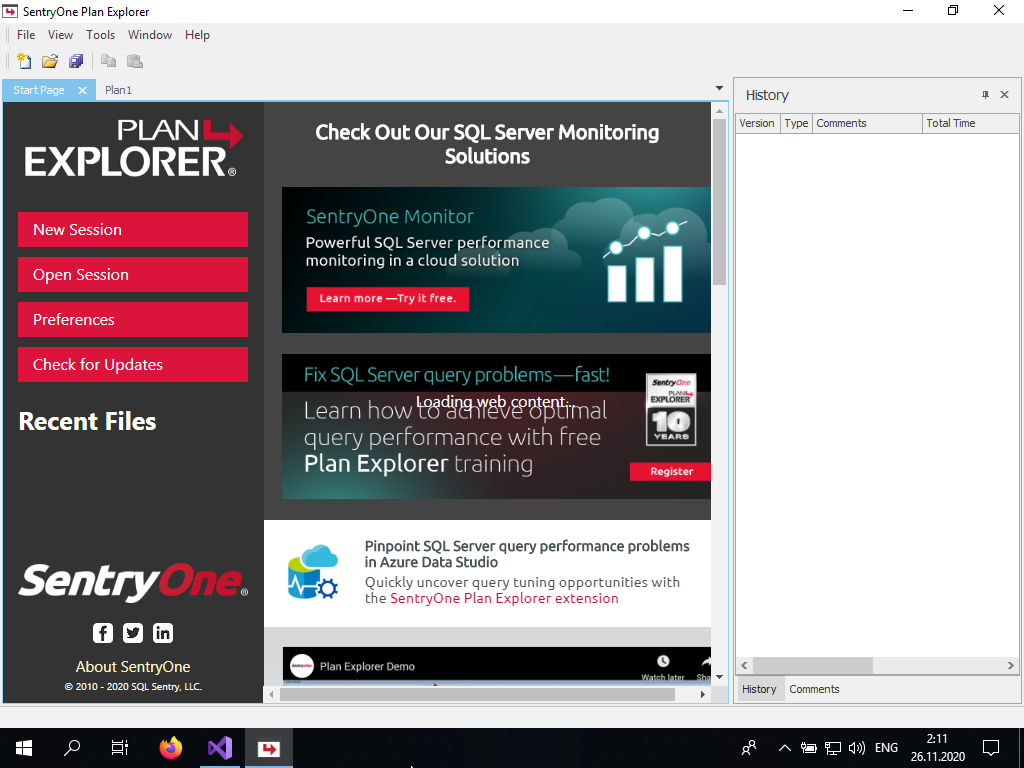 SentryOne Plan Explorer
File View Tools Window Help
Start Page Plan1
PLAN
EXPLORER®
New Session
Open Session
Preferences
Check for Updates
Recent Files
SentryOne®
About SentryOne
© 2010 - 2020 SQL Sentry, LLC.
Check Out Our SQL Server Monitoring
Solutions
SentryOne Monitor
Powerful SQL Server performance
monitoring in a cloud solution
Learn more —Try it free.
Fix SQL Server query problems—fast!
Loading web content...
Learn how to achieve optimal
query performance with free
Plan Explorer training
SentryOne
PLAN
EXPLORER
10
YEARS
Register
Pinpoint SQL Server query performance problems
in Azure Data Studio
Quickly uncover query tuning opportunities with
the SentryOne Plan Explorer extension
SentryOne
Plan Explorer Demo
Watch later Sha
History
Version Type Comments Total Time
History Comments
ENG
2:11
26.11.2020